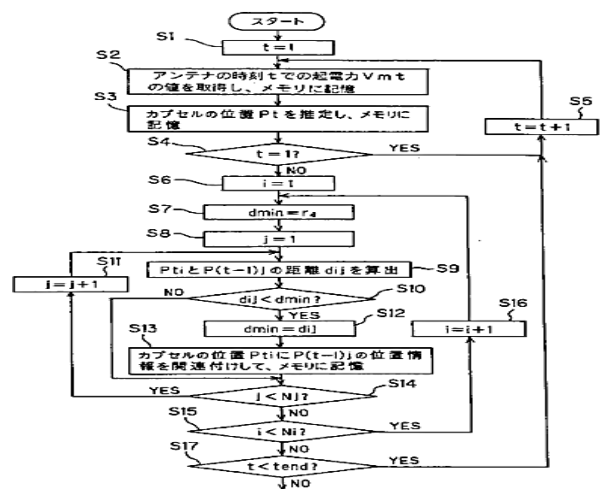 スタート
S1
t=1
S2
アンテナの時刻tでの起電力Vmt
の値を取得し、メモリに記憶
S3
カプセルの位置Ptを推定し、メモリに
記憶
S5
t=t+1
S4
t=1?
YES
NO
S6
i=1
S7
dmin=r4
S8
j=1
S11
j=j+1
PtiとP(t-1)jの距離dijを算出
S9
NO
dij<dmin?
S10
YES
S12
dmin=dij
S16
i=i+1
S13
カプセルの位置PtiにP(t-1)jの位置情
報を関連付けして、メモリに記憶
YES
j<Nj?
S14
NO
S15
i<Ni?
YES
NO
S17
t<tend?
YES
NO